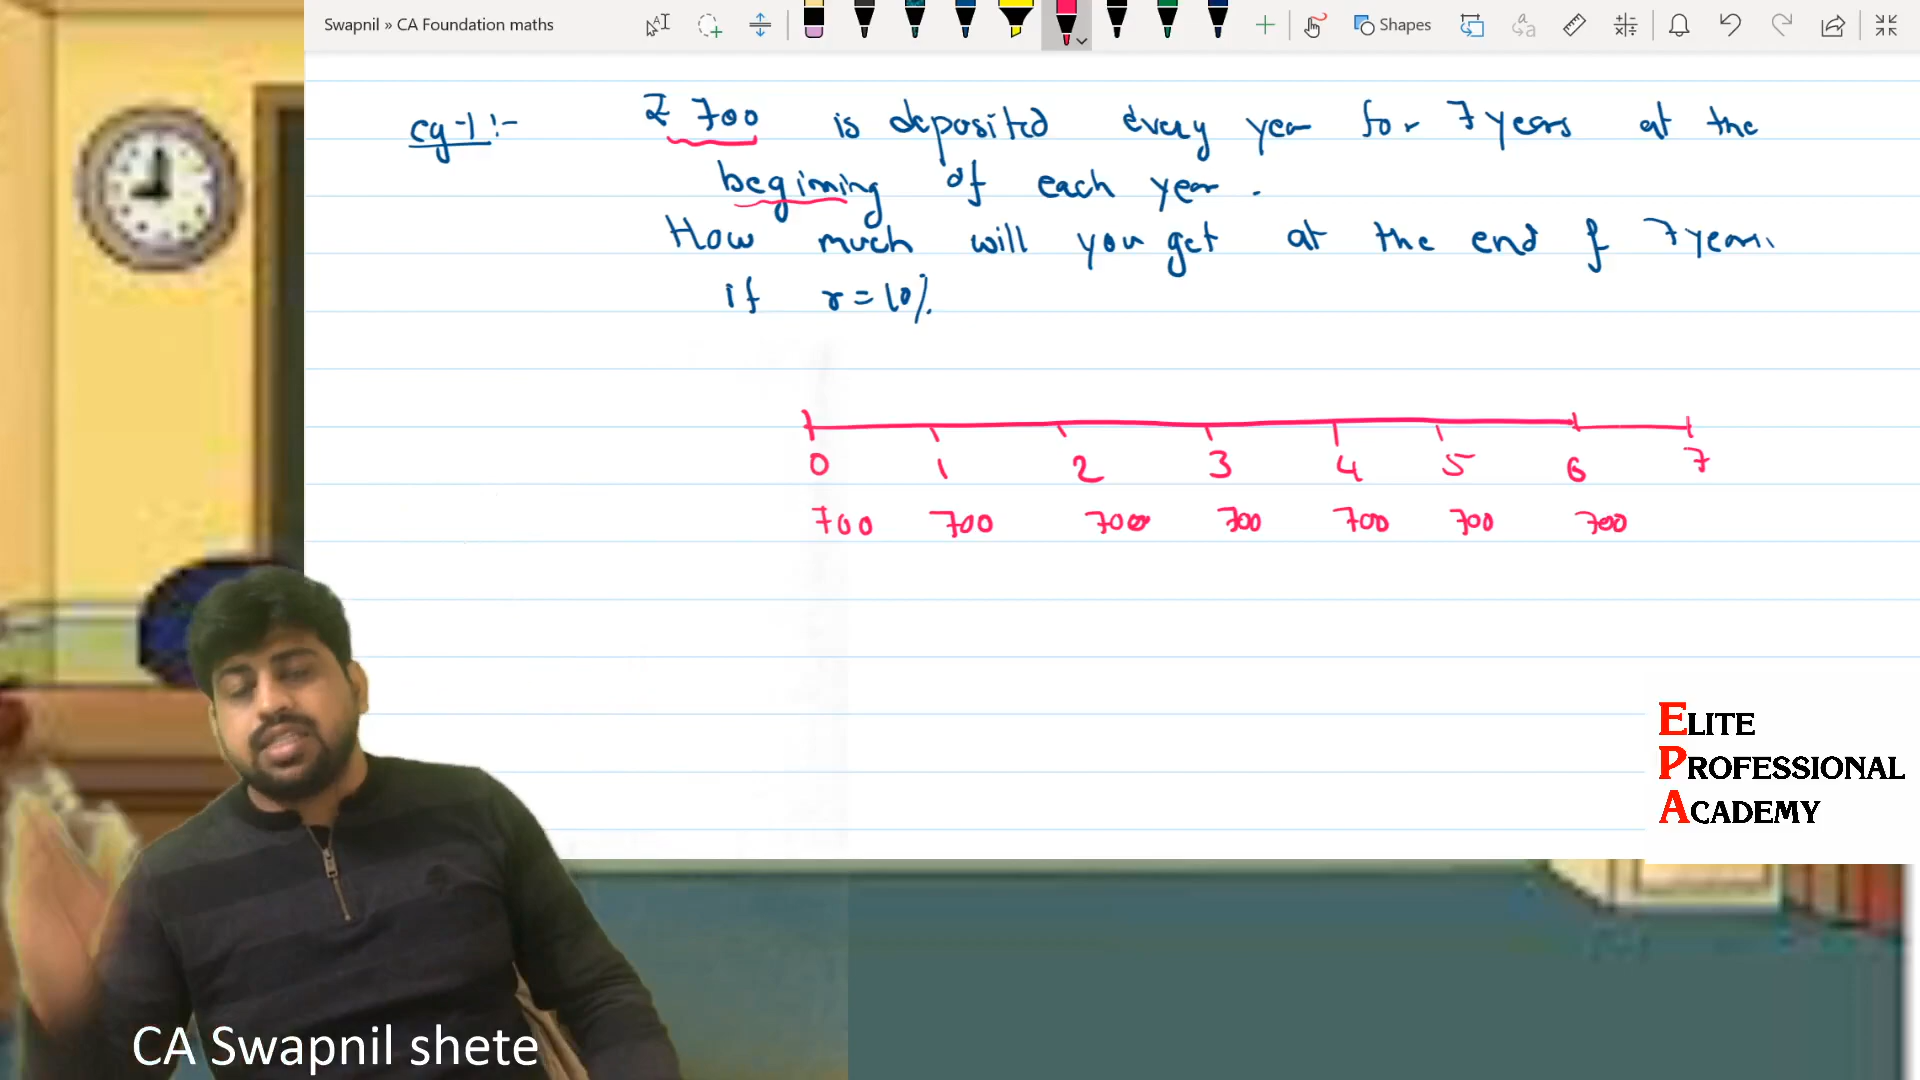 Swapnil » CA Foundation maths
Shapes
eg-1:-
₹ 700 is deposited every year for 7 years at the
begining of each year.
How much will you get at the end of 7 years.
if r = 10%.
0 1 2 3 4 5 6 7
700 700 700 700 700 700 700
ELITE
PROFESSIONAL
ACADEMY
CA Swapnil shete